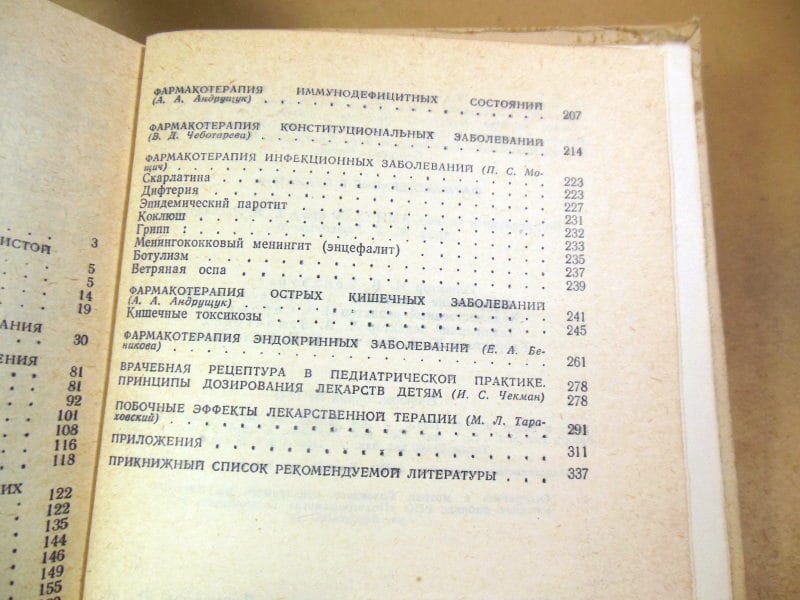 ИСТОЙ
3
5
5
14
19
АНИЯ
30
ЕНИЯ
81
81
92
101
108
116
118
ИХ
122
122
135
144
146
149
155
ФАРМАКОТЕРАПИЯ ИММУНОДЕФИЦИТНЫХ СОСТОЯНИЙ
(А. А. Андрущук) . . . . . . . . . . . . 207
ФАРМАКОТЕРАПИЯ КОНСТИТУЦИОНАЛЬНЫХ ЗАБОЛЕВАНИЙ
(В. Д. Чеботарева) . . . . . . . . . . . . 214
ФАРМАКОТЕРАПИЯ ИНФЕКЦИОННЫХ ЗАБОЛЕВАНИЙ (П. С. Мо-
щич) . . . . . . . . . . . . 223
Скарлатина . . . . . . . . . . . . 223
Дифтерия . . . . . . . . . . . . 227
Эпидемический паротит . . . . . . . . . . 231
Коклюш . . . . . . . . . . . . 232
Грипп : . . . . . . . . . . . . 233
Менингококковый менингит (энцефалит) . . . . . . 235
Ботулизм . . . . . . . . . . . . 237
Ветряная оспа . . . . . . . . . . . . 239
ФАРМАКОТЕРАПИЯ ОСТРЫХ КИШЕЧНЫХ ЗАБОЛЕВАНИЙ
(А. А. Андрущук) . . . . . . . . . . . . 241
Кишечные токсикозы . . . . . . . . . . . . 245
ФАРМАКОТЕРАПИЯ ЭНДОКРИННЫХ ЗАБОЛЕВАНИЙ (Е. А. Бе-
никова) . . . . . . . . . . . . 261
ВРАЧЕБНАЯ РЕЦЕПТУРА В ПЕДИАТРИЧЕСКОЙ ПРАКТИКЕ. 278
ПРИНЦИПЫ ДОЗИРОВАНИЯ ЛЕКАРСТВ ДЕТЯМ (И. С. Чекман) 278
ПОБОЧНЫЕ ЭФФЕКТЫ ЛЕКАРСТВЕННОЙ ТЕРАПИИ (М. Л. Тара-
ховский) . . . . . . . . . . . . 291
ПРИЛОЖЕНИЯ . . . . . . . . . . . . 311
ПРИКНИЖНЫЙ СПИСОК РЕКОМЕНДУЕМОЙ ЛИТЕРАТУРЫ . . . 337